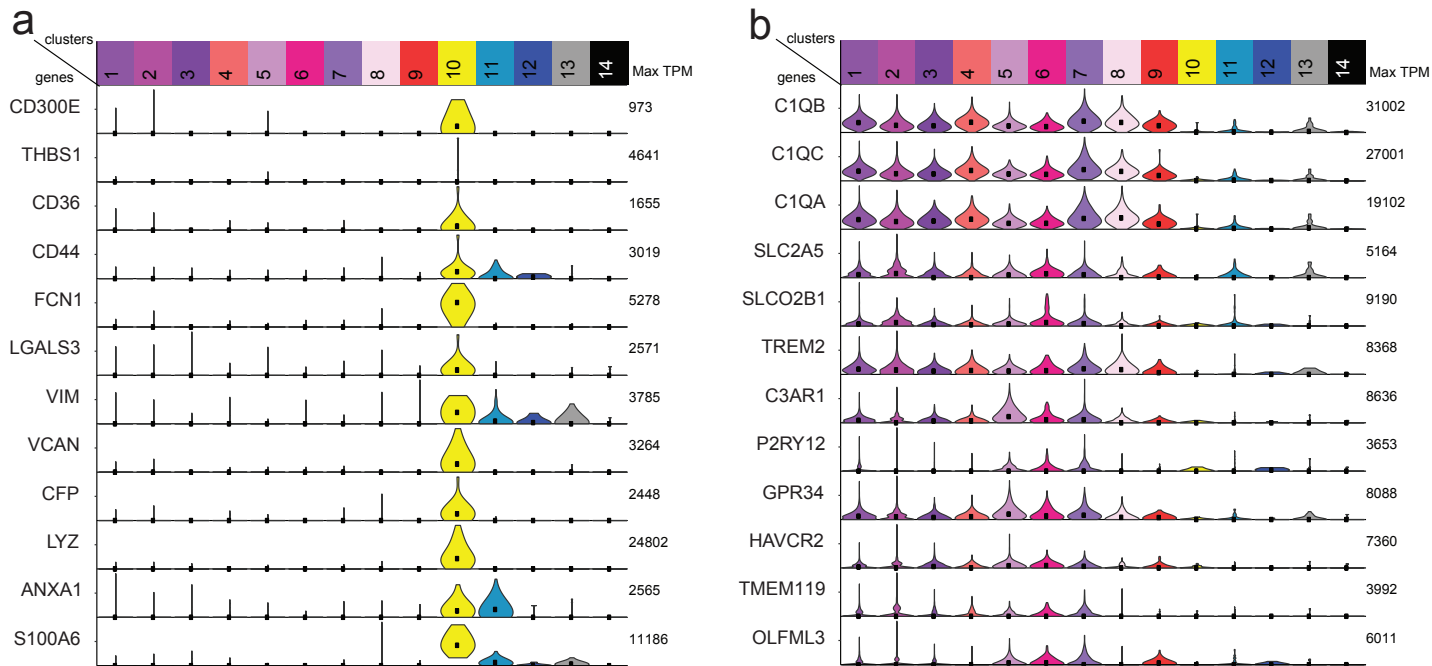 a
clusters
genes
1 2 3 4 5 6 7 8 9 10 11 12 13 14
Max TPM
CD300E 973
THBS1 4641
CD36 1655
CD44 3019
FCN1 5278
LGALS3 2571
VIM 3785
VCAN 3264
CFP 2448
LYZ 24802
ANXA1 2565
S100A6 11186
b
clusters
genes
1 2 3 4 5 6 7 8 9 10 11 12 13 14
Max TPM
C1QB 31002
C1QC 27001
C1QA 19102
SLC2A5 5164
SLCO2B1 9190
TREM2 8368
C3AR1 8636
P2RY12 3653
GPR34 8088
HAVCR2 7360
TMEM119 3992
OLFML3 6011